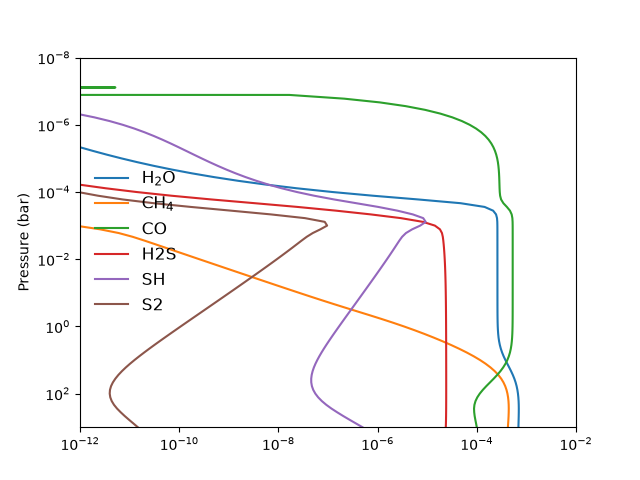 10⁻⁸
10⁻⁶
10⁻⁴
10⁻²
10⁰
10²
Pressure (bar)
H₂O
CH₄
CO
H2S
SH
S2
10⁻¹² 10⁻¹⁰ 10⁻⁸ 10⁻⁶ 10⁻⁴ 10⁻²